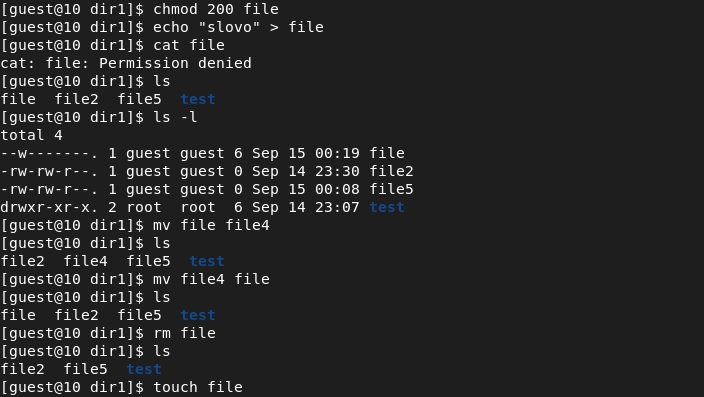 [guest@10 dir1]$ chmod 200 file
[guest@10 dir1]$ echo "slovo" > file
[guest@10 dir1]$ cat file
cat: file: Permission denied
[guest@10 dir1]$ ls
file  file2  file5  test
[guest@10 dir1]$ ls -l
total 4
--w-------. 1 guest guest 6 Sep 15 00:19 file
-rw-rw-r--. 1 guest guest 0 Sep 14 23:30 file2
-rw-rw-r--. 1 guest guest 0 Sep 15 00:08 file5
drwxr-xr-x. 2 root  root  6 Sep 14 23:07 test
[guest@10 dir1]$ mv file file4
[guest@10 dir1]$ ls
file2  file4  file5  test
[guest@10 dir1]$ mv file4 file
[guest@10 dir1]$ ls
file  file2  file5  test
[guest@10 dir1]$ rm file
[guest@10 dir1]$ ls
file2  file5  test
[guest@10 dir1]$ touch file